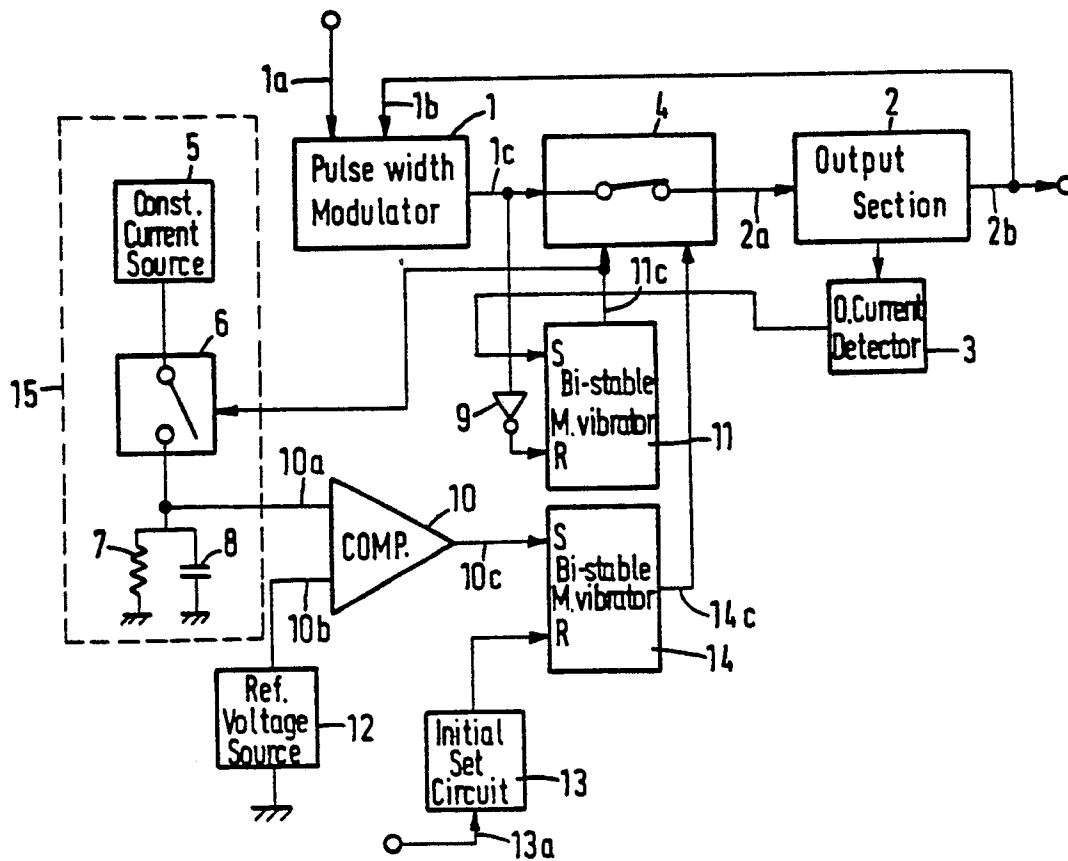 1a
1b
1
4
2
5
1c
Pulse width
Modulator
Output
Section
Const.
Current
Source
2a
2b
11c
6
O.Current
Detector
3
15
S
Bi-stable
M.vibrator
R
9
11
10a
10
7
8
COMP.
10c
S
Bi-stable
M.vibrator
R
14c
10b
14
Ref.
Voltage
Source
12
Initial
Set
Circuit
13
13a